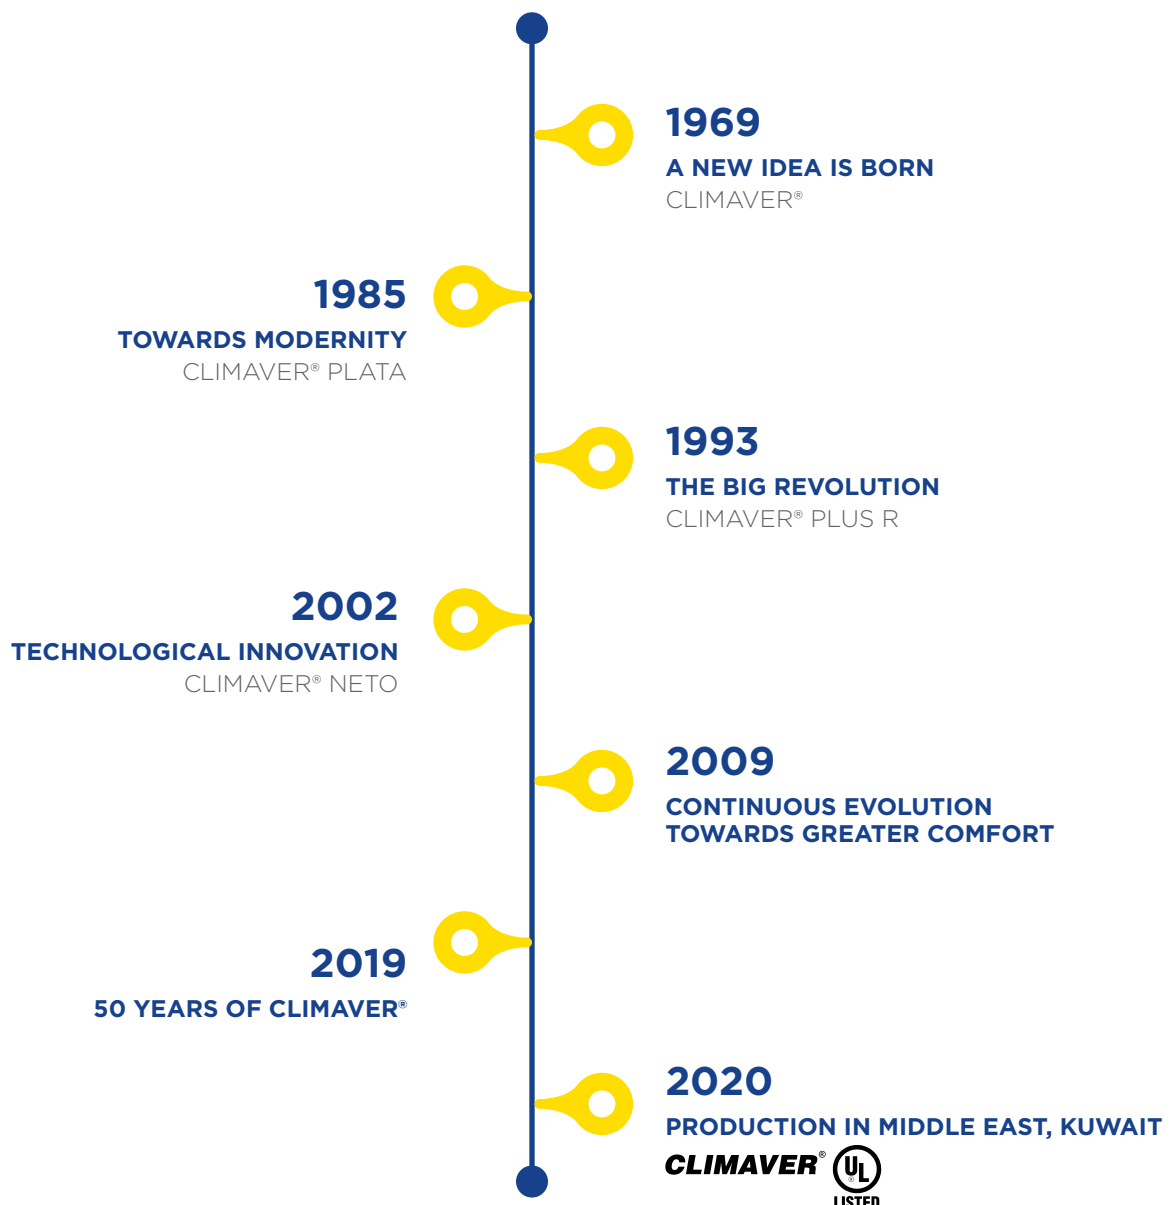 1969
A NEW IDEA IS BORN
CLIMAVER®
1985
TOWARDS MODERNITY
CLIMAVER® PLATA
1993
THE BIG REVOLUTION
CLIMAVER® PLUS R
2002
TECHNOLOGICAL INNOVATION
CLIMAVER® NETO
2009
CONTINUOUS EVOLUTION
TOWARDS GREATER COMFORT
2019
50 YEARS OF CLIMAVER®
2020
PRODUCTION IN MIDDLE EAST, KUWAIT
CLIMAVER® UL®
LISTED